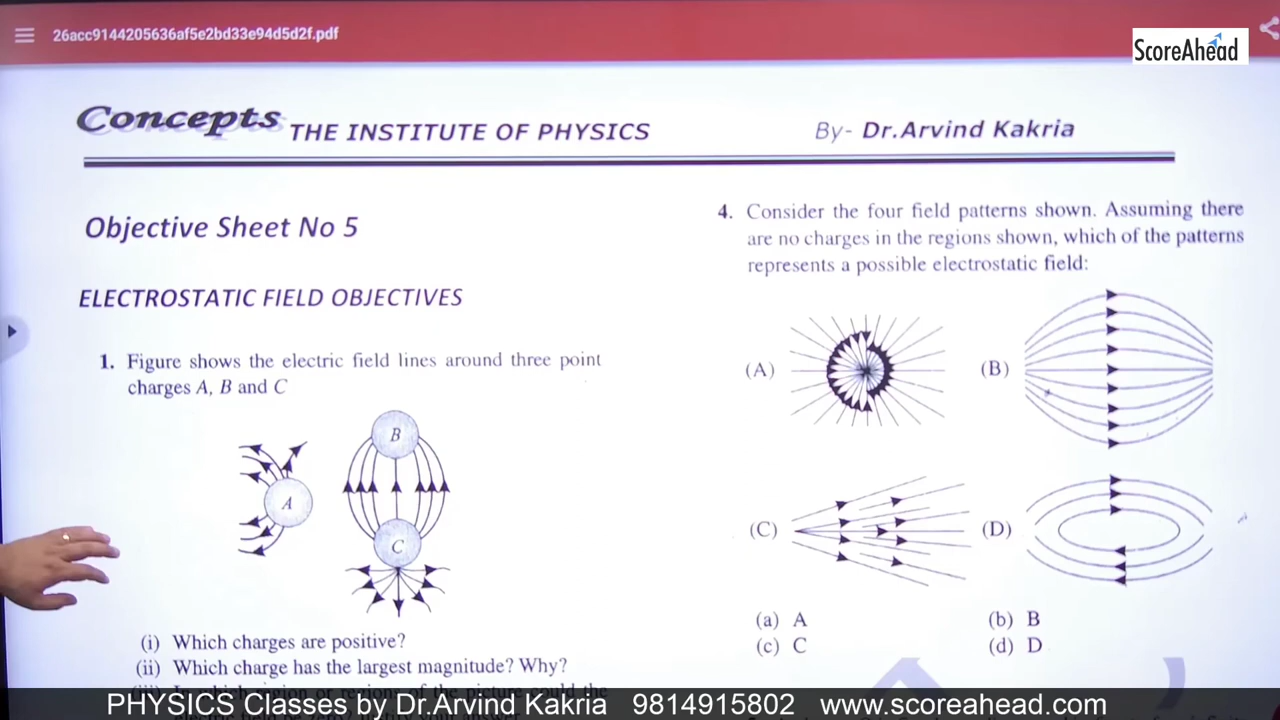 26acc9144205636af5e2bd33e94d5d2f.pdf
ScoreAhead
Concepts THE INSTITUTE OF PHYSICS
By- Dr.Arvind Kakria
Objective Sheet No 5
ELECTROSTATIC FIELD OBJECTIVES
1. Figure shows the electric field lines around three point
charges A, B and C
B
A
C
(i) Which charges are positive?
(ii) Which charge has the largest magnitude? Why?
4. Consider the four field patterns shown. Assuming there
are no charges in the regions shown, which of the patterns
represents a possible electrostatic field:
(A)
(B)
(C)
(D)
(a) A
(b) B
(c) C
(d) D
PHYSICS Classes by Dr.Arvind Kakria 9814915802 www.scoreahead.com